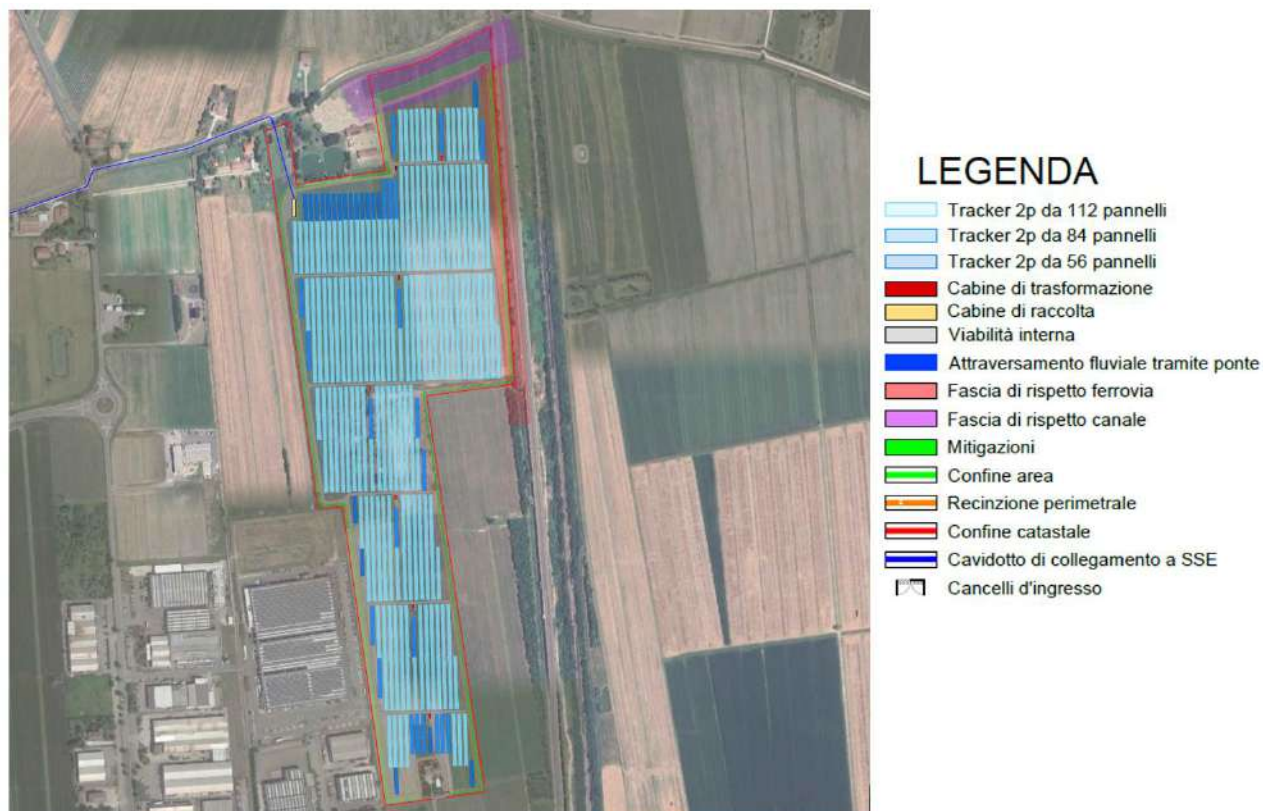 LEGENDA
Tracker 2p da 112 pannelli
Tracker 2p da 84 pannelli
Tracker 2p da 56 pannelli
Cabine di trasformazione
Cabine di raccolta
Viabilità interna
Attraversamento fluviale tramite ponte
Fascia di rispetto ferrovia
Fascia di rispetto canale
Mitigazioni
Confine area
Recinzione perimetrale
Confine catastale
Cavidotto di collegamento a SSE
Cancelli d'ingresso